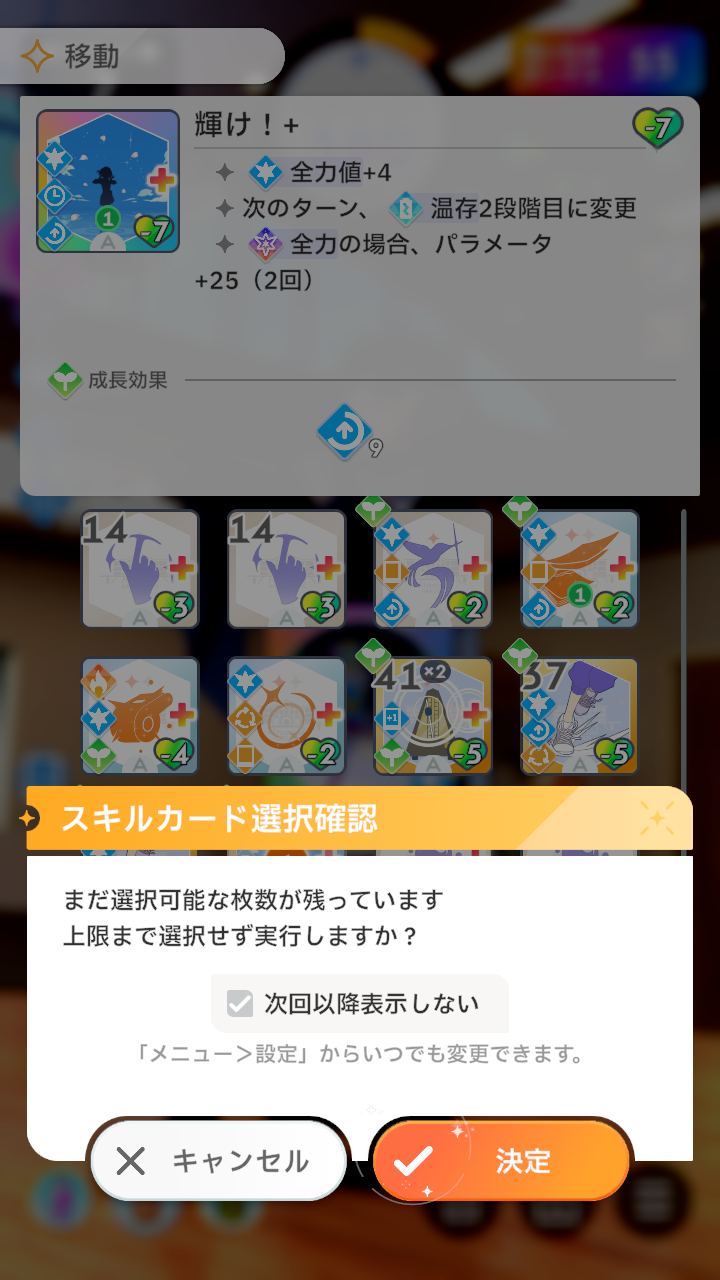 移動
輝け！+
-7
全力値+4
次のターン、温存2段階目に変更
全力の場合、パラメータ
+25（2回）
1
A
-7
成長効果
9
14
14
+
-3
-3
-2
1
-2
A
A
A
A
41 ×2
37
+1
-4
-2
-5
-5
A
A
A
A
スキルカード選択確認
まだ選択可能な枚数が残っています
上限まで選択せず実行しますか？
次回以降表示しない
「メニュー＞設定」からいつでも変更できます。
キャンセル
決定